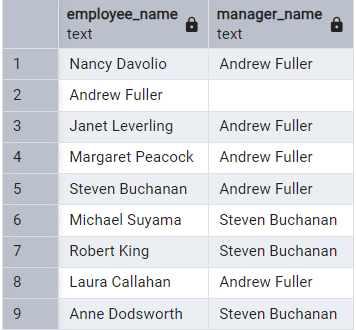 employee_name manager_name
text text
1 Nancy Davolio Andrew Fuller
2 Andrew Fuller
3 Janet Leverling Andrew Fuller
4 Margaret Peacock Andrew Fuller
5 Steven Buchanan Andrew Fuller
6 Michael Suyama Steven Buchanan
7 Robert King Steven Buchanan
8 Laura Callahan Andrew Fuller
9 Anne Dodsworth Steven Buchanan